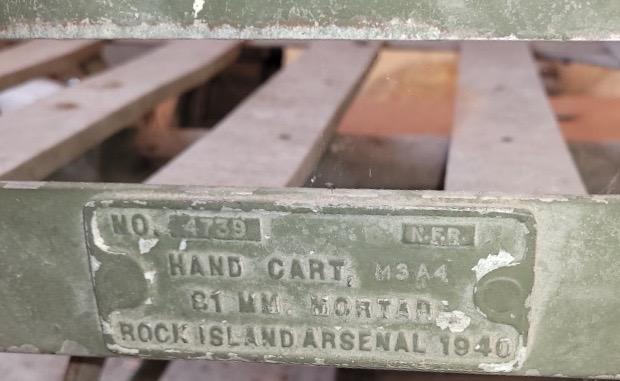 NO. 4739 N.F.R.
HAND CART, M3A4
81 MM. MORTAR
ROCK ISLAND ARSENAL 1940